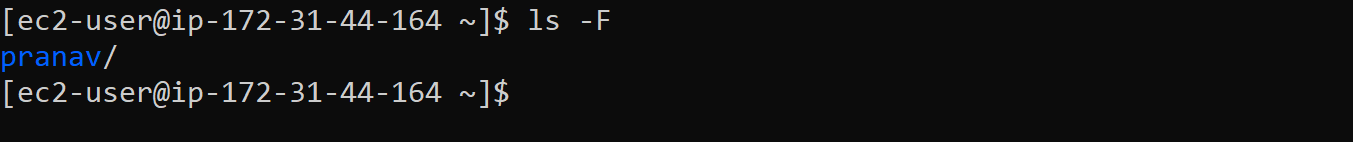 [ec2-user@ip-172-31-44-164 ~]$ ls -F
pranav/
[ec2-user@ip-172-31-44-164 ~]$